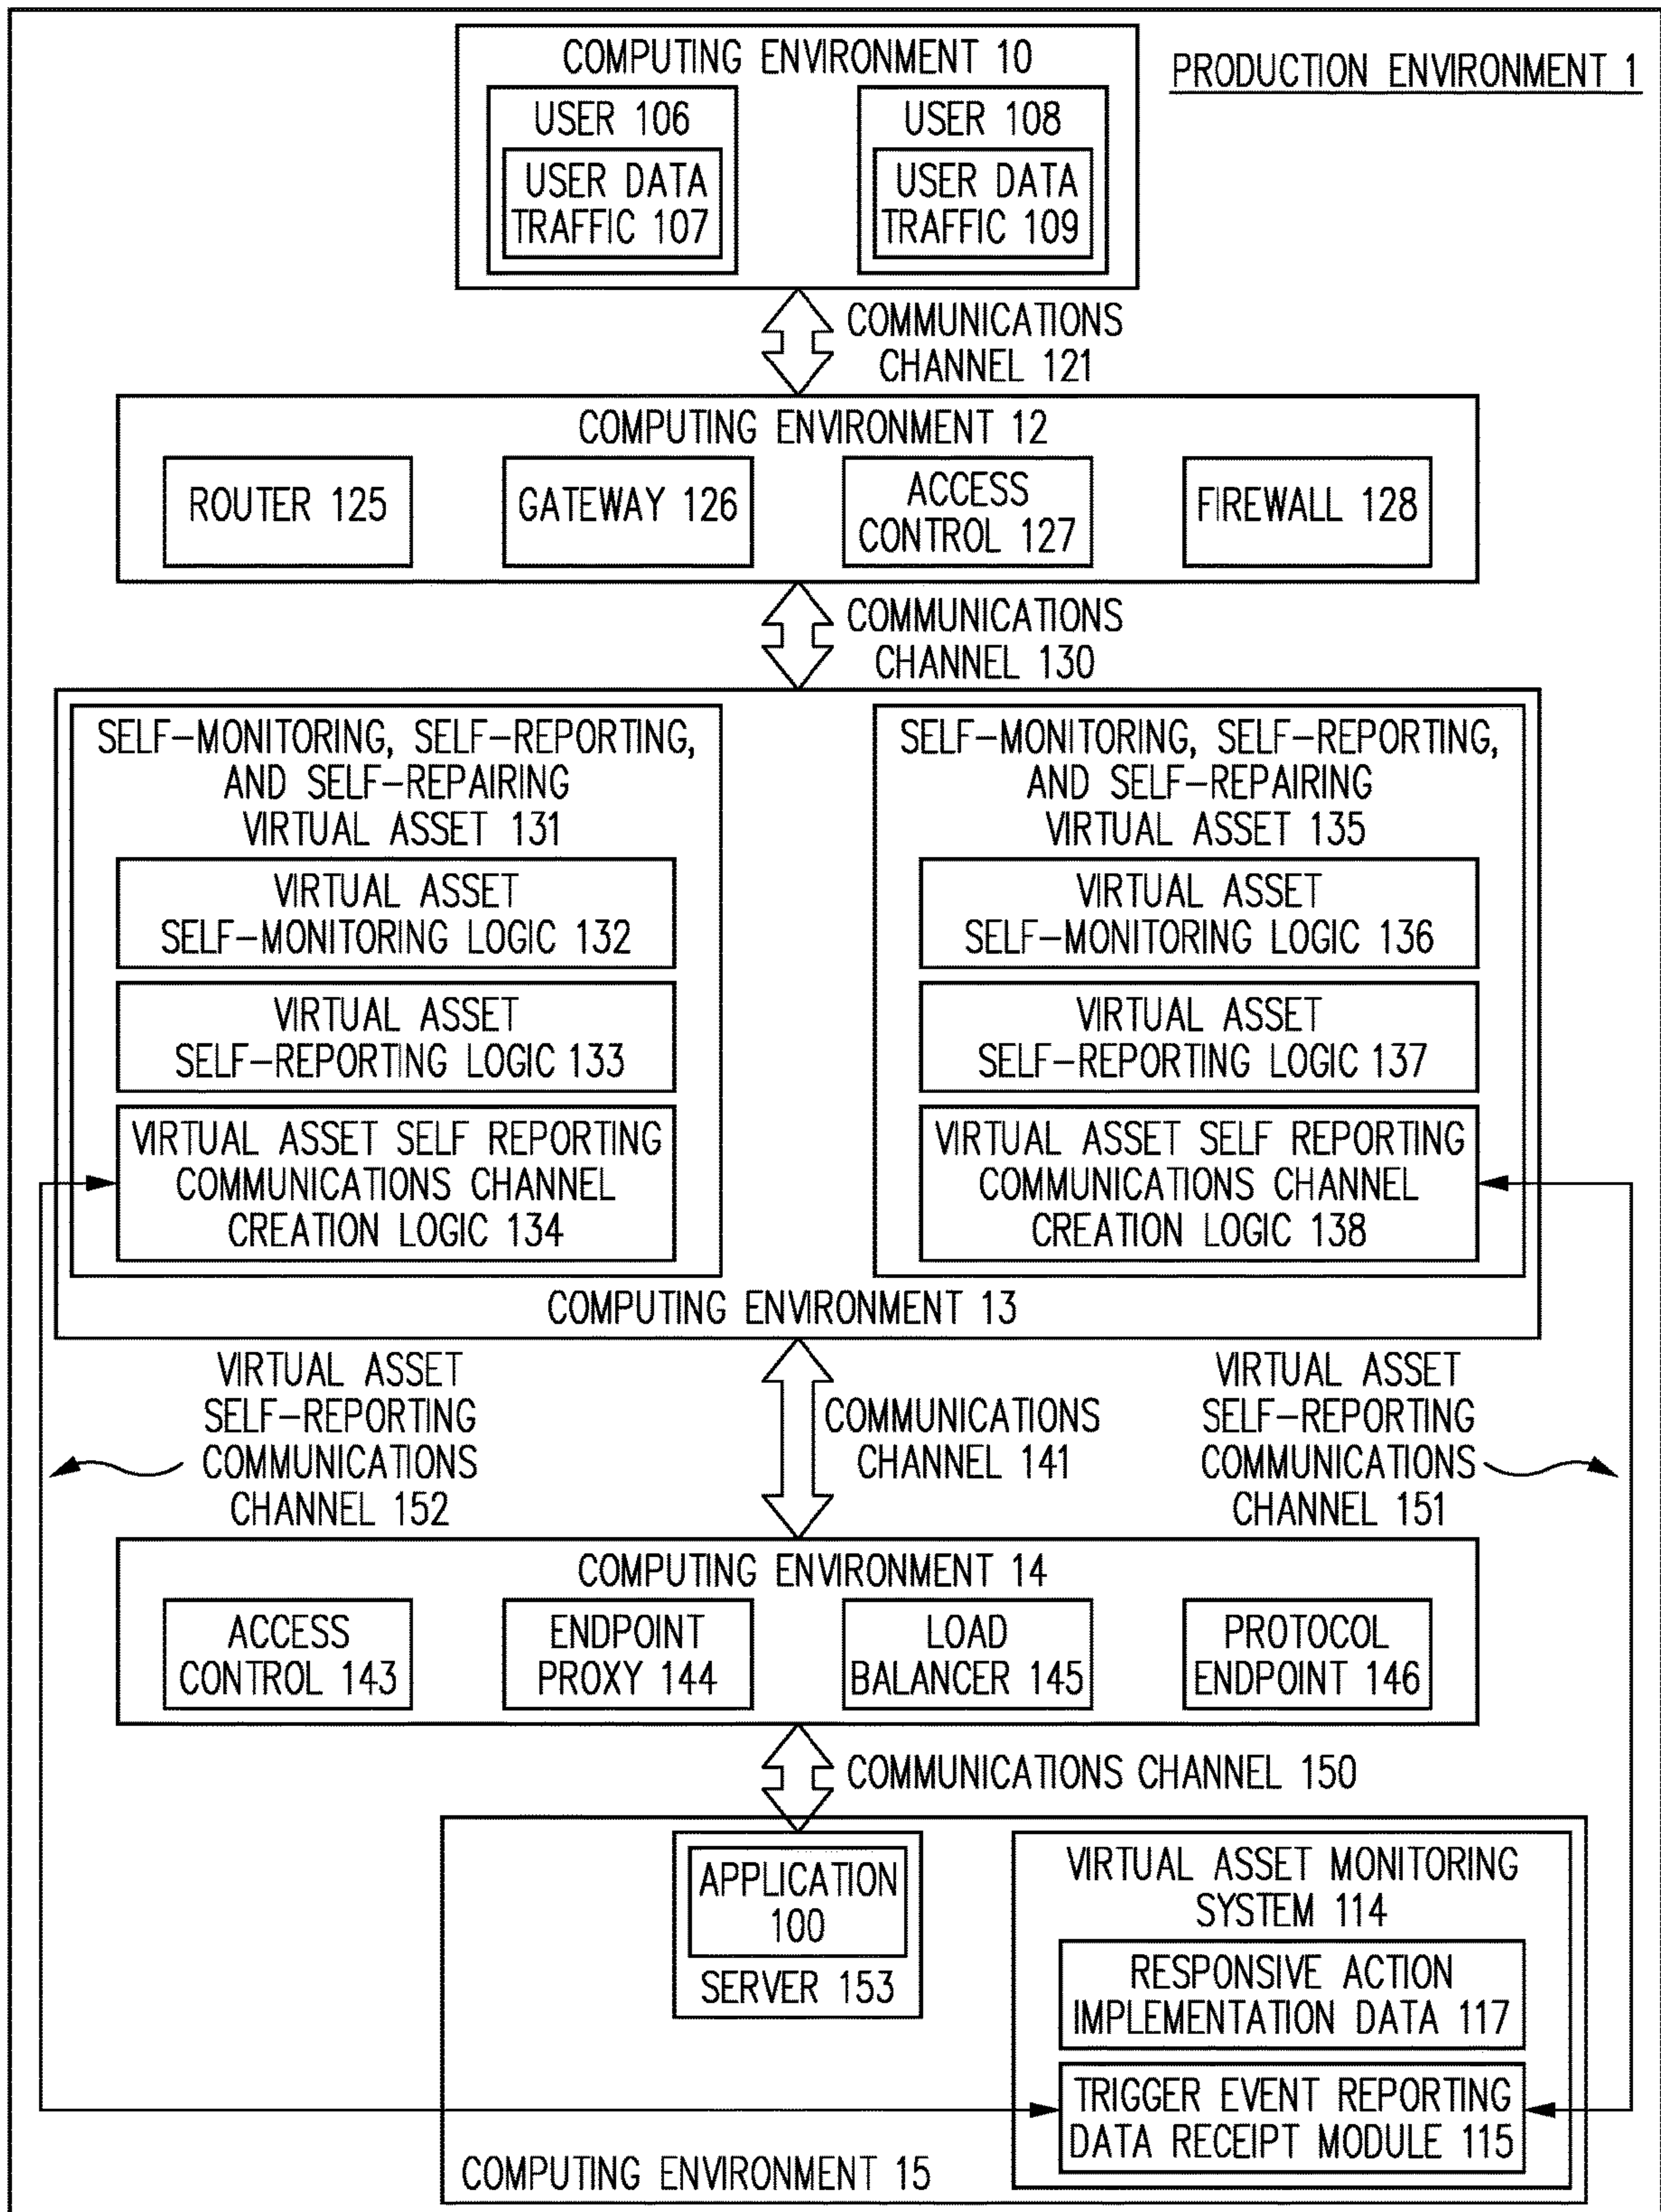 COMPUTING ENVIRONMENT 10
PRODUCTION ENVIRONMENT 1
USER 106
USER DATA
TRAFFIC 107
USER 108
USER DATA
TRAFFIC 109
COMMUNICATIONS
CHANNEL 121
COMPUTING ENVIRONMENT 12
ROUTER 125
GATEWAY 126
ACCESS
CONTROL 127
FIREWALL 128
COMMUNICATIONS
CHANNEL 130
SELF-MONITORING, SELF-REPORTING,
AND SELF-REPAIRING
VIRTUAL ASSET 131
VIRTUAL ASSET
SELF-MONITORING LOGIC 132
VIRTUAL ASSET
SELF-REPORTING LOGIC 133
VIRTUAL ASSET SELF REPORTING
COMMUNICATIONS CHANNEL
CREATION LOGIC 134
SELF-MONITORING, SELF-REPORTING,
AND SELF-REPAIRING
VIRTUAL ASSET 135
VIRTUAL ASSET
SELF-MONITORING LOGIC 136
VIRTUAL ASSET
SELF-REPORTING LOGIC 137
VIRTUAL ASSET SELF REPORTING
COMMUNICATIONS CHANNEL
CREATION LOGIC 138
COMPUTING ENVIRONMENT 13
VIRTUAL ASSET
SELF-REPORTING
COMMUNICATIONS
CHANNEL 152
COMMUNICATIONS
CHANNEL 141
VIRTUAL ASSET
SELF-REPORTING
COMMUNICATIONS
CHANNEL 151
COMPUTING ENVIRONMENT 14
ACCESS
CONTROL 143
ENDPOINT
PROXY 144
LOAD
BALANCER 145
PROTOCOL
ENDPOINT 146
COMMUNICATIONS CHANNEL 150
APPLICATION
100
SERVER 153
VIRTUAL ASSET MONITORING
SYSTEM 114
RESPONSIVE ACTION
IMPLEMENTATION DATA 117
TRIGGER EVENT REPORTING
DATA RECEIPT MODULE 115
COMPUTING ENVIRONMENT 15